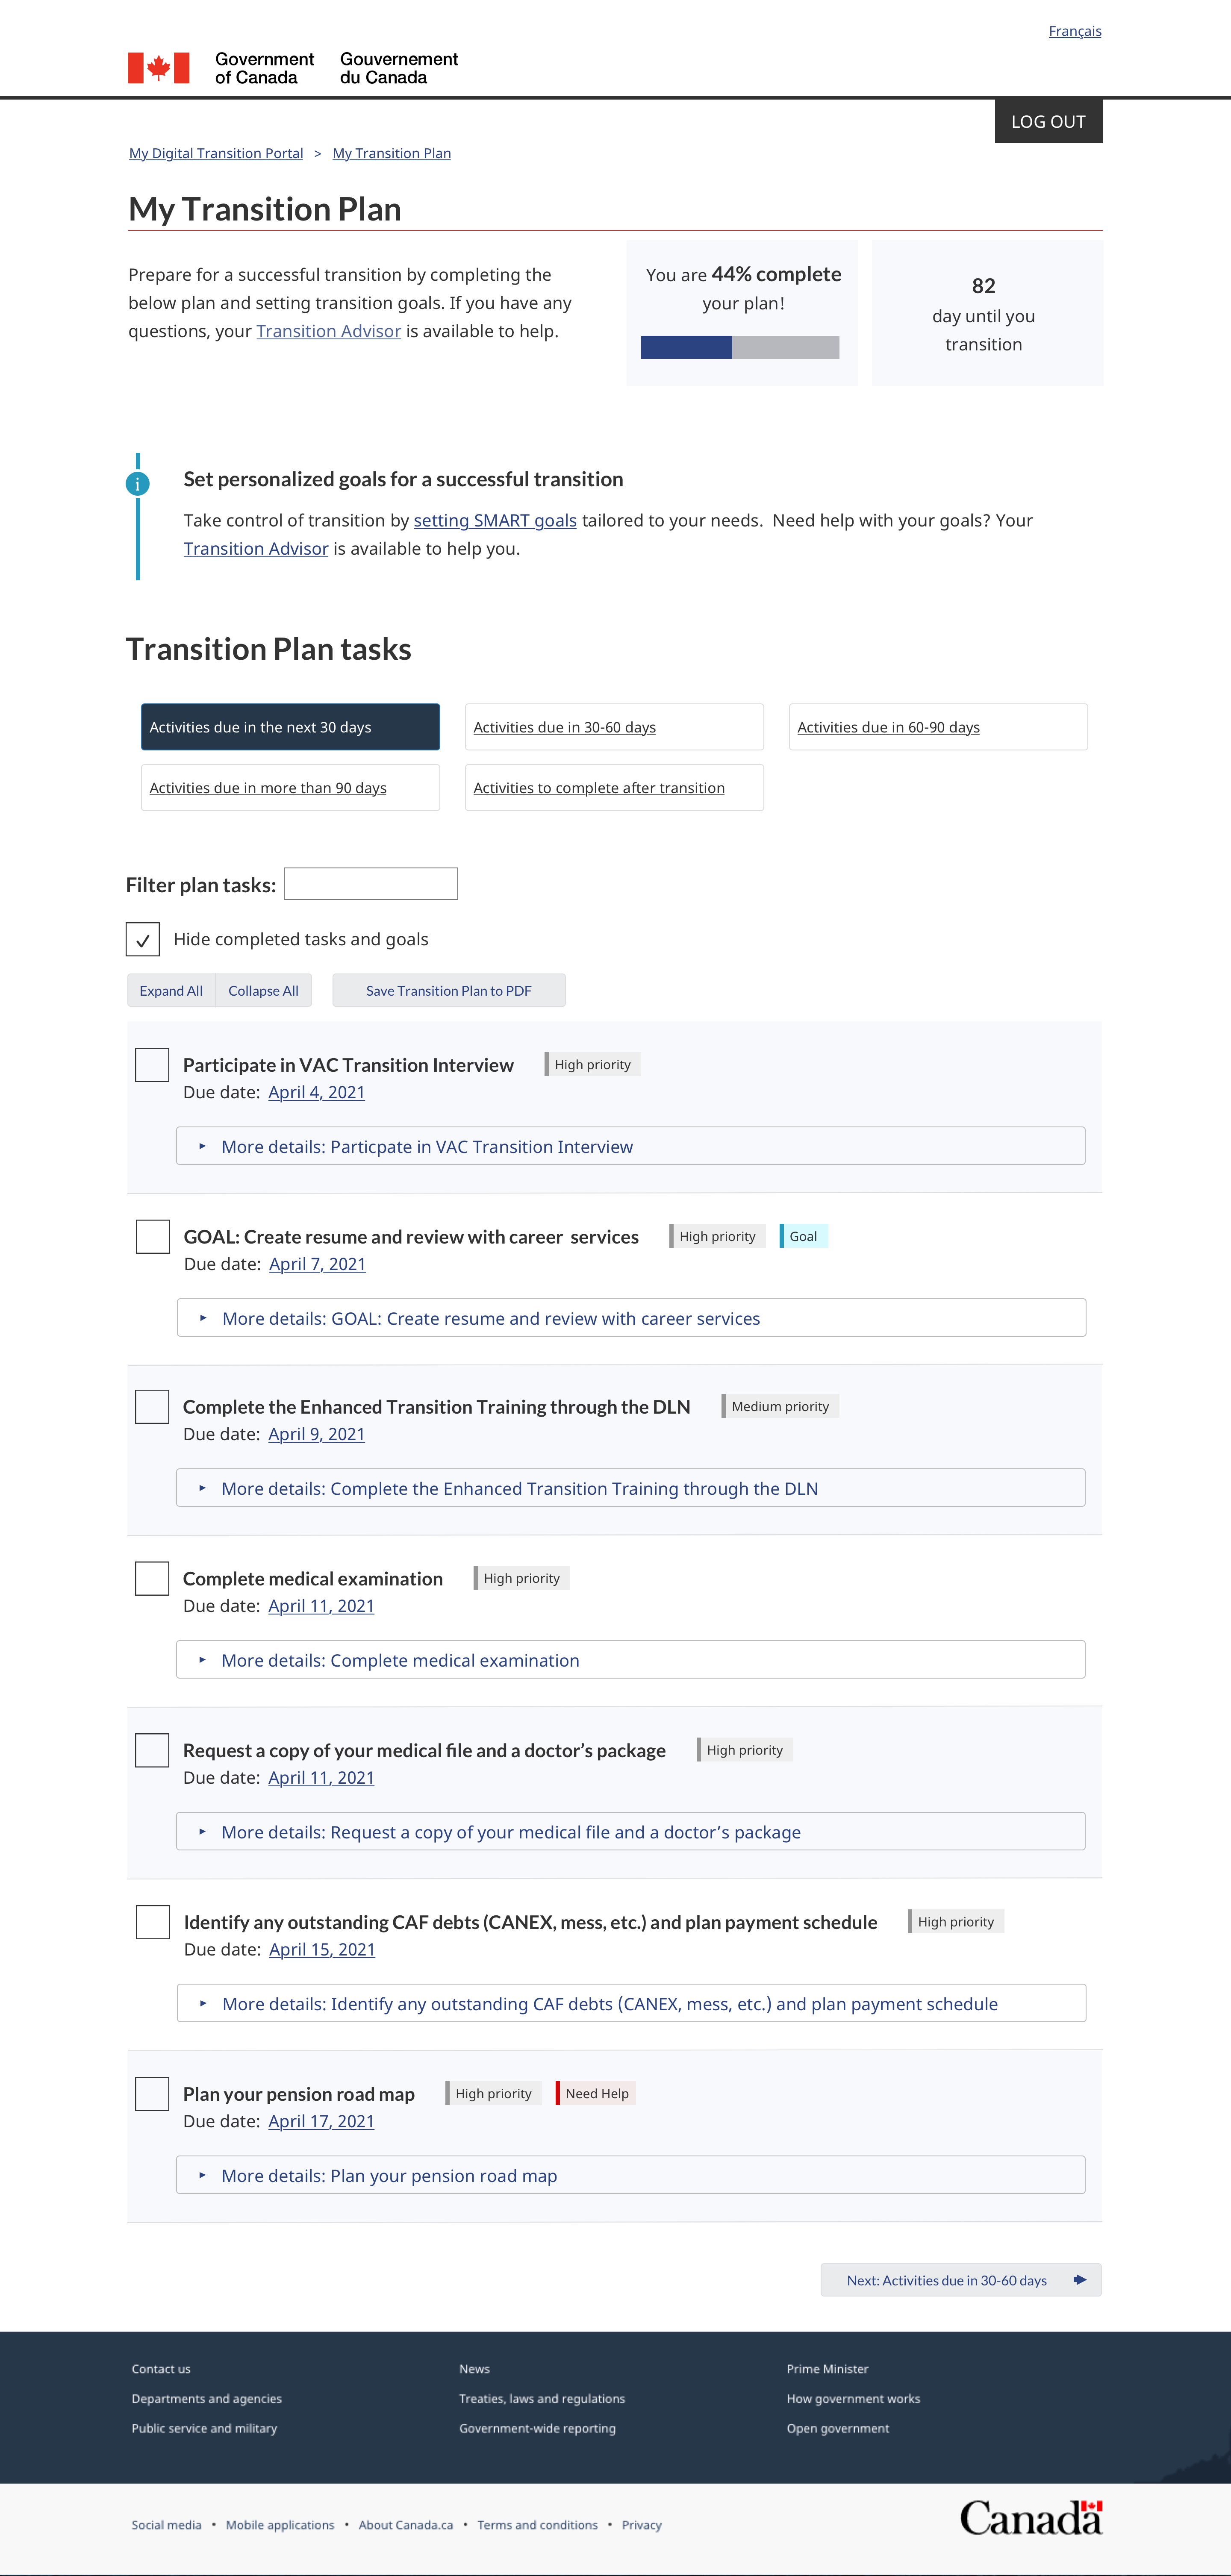 Français
Government of Canada
Gouvernement du Canada
LOG OUT
My Digital Transition Portal > My Transition Plan
My Transition Plan
Prepare for a successful transition by completing the
below plan and setting transition goals. If you have any
questions, your Transition Advisor is available to help.
You are 44% complete
your plan!
82
day until you
transition
Set personalized goals for a successful transition
Take control of transition by setting SMART goals tailored to your needs. Need help with your goals? Your
Transition Advisor is available to help you.
Transition Plan tasks
Activities due in the next 30 days
Activities due in 30-60 days
Activities due in 60-90 days
Activities due in more than 90 days
Activities to complete after transition
Filter plan tasks:
Hide completed tasks and goals
Expand All
Collapse All
Save Transition Plan to PDF
Participate in VAC Transition Interview High priority
Due date: April 4, 2021
More details: Particpate in VAC Transition Interview
GOAL: Create resume and review with career services High priority Goal
Due date: April 7, 2021
More details: GOAL: Create resume and review with career services
Complete the Enhanced Transition Training through the DLN Medium priority
Due date: April 9, 2021
More details: Complete the Enhanced Transition Training through the DLN
Complete medical examination High priority
Due date: April 11, 2021
More details: Complete medical examination
Request a copy of your medical file and a doctor’s package High priority
Due date: April 11, 2021
More details: Request a copy of your medical file and a doctor’s package
Identify any outstanding CAF debts (CANEX, mess, etc.) and plan payment schedule High priority
Due date: April 15, 2021
More details: Identify any outstanding CAF debts (CANEX, mess, etc.) and plan payment schedule
Plan your pension road map High priority Need Help
Due date: April 17, 2021
More details: Plan your pension road map
Next: Activities due in 30-60 days
Contact us
News
Prime Minister
Departments and agencies
Treaties, laws and regulations
How government works
Public service and military
Government-wide reporting
Open government
Social media • Mobile applications • About Canada.ca • Terms and conditions • Privacy
Canada